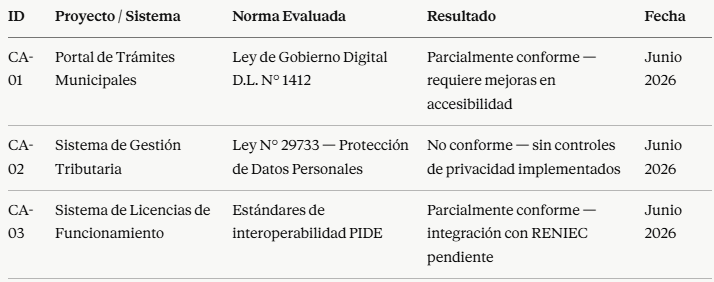 ID Proyecto / Sistema Norma Evaluada Resultado Fecha
CA- Portal de Trámites Ley de Gobierno Digital Parcialmente conforme — Junio
01 Municipales D.L. N° 1412 requiere mejoras en 2026
accesibilidad
CA- Sistema de Gestión Ley N° 29733 — Protección No conforme — sin controles Junio
02 Tributaria de Datos Personales de privacidad implementados 2026
CA- Sistema de Licencias de Estándares de Parcialmente conforme — Junio
03 Funcionamiento interoperabilidad PIDE integración con RENIEC 2026
pendiente